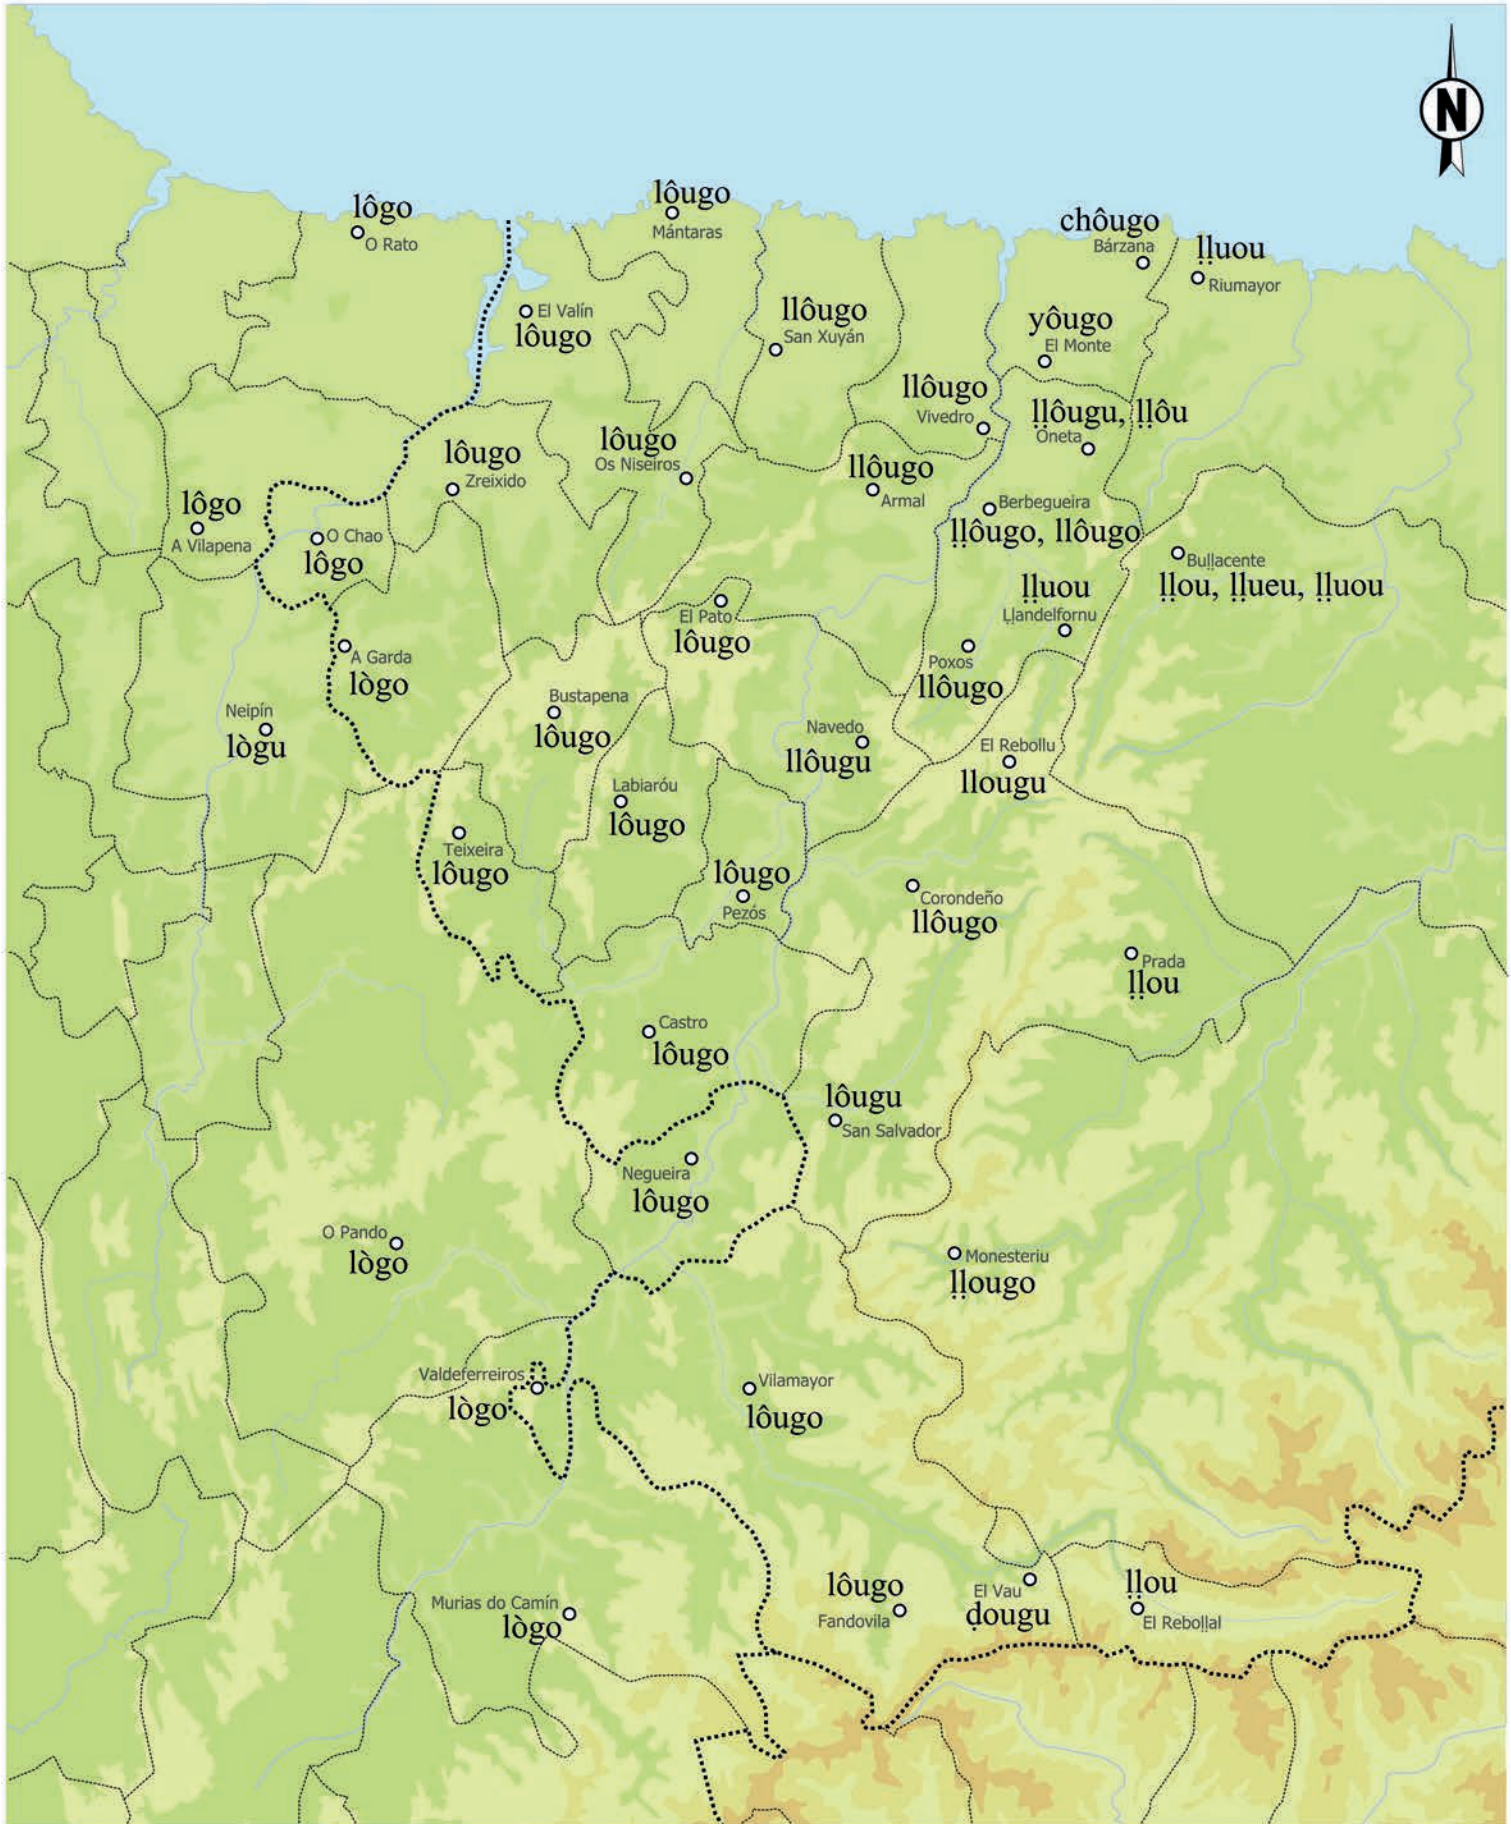 N
lôgo
O Rato
lôugo
Mántaras
chôugo
Bárzana
ḷḷuou
Riumayor
El Valín
lôugo
llôugo
San Xuyán
yôugo
El Monte
llôugo
Vivedro
ḷḷôugu, ḷḷôu
Óneta
lôugo
Zreixido
lôugo
Os Niseiros
llôugo
Armal
Berbegueira
ḷḷôugo, llôugo
lôgo
A Vilapena
O Chao
lôgo
Buḷḷacente
ḷḷou, ḷḷueu, ḷḷuou
ḷḷuou
Ḷḷandelfornu
El Pato
lôugo
A Garda
lògo
Poxos
llôugo
Neipín
lògu
Bustapena
lôugo
Navedo
llôugu
El Rebollu
llougu
Labiaróu
lôugo
Teixeira
lôugo
lôugo
Pezós
Corondeño
llôugo
Prada
ḷḷou
Castro
lôugo
lôugu
San Salvador
Negueira
lôugo
O Pando
lògo
Monesteriu
ḷḷougo
Valdeferreiros
lògo
Vilamayor
lôugo
Murias do Camín
lògo
lôugo
Fandovila
El Vau
ḍougu
ḷḷou
El Reboḷḷal